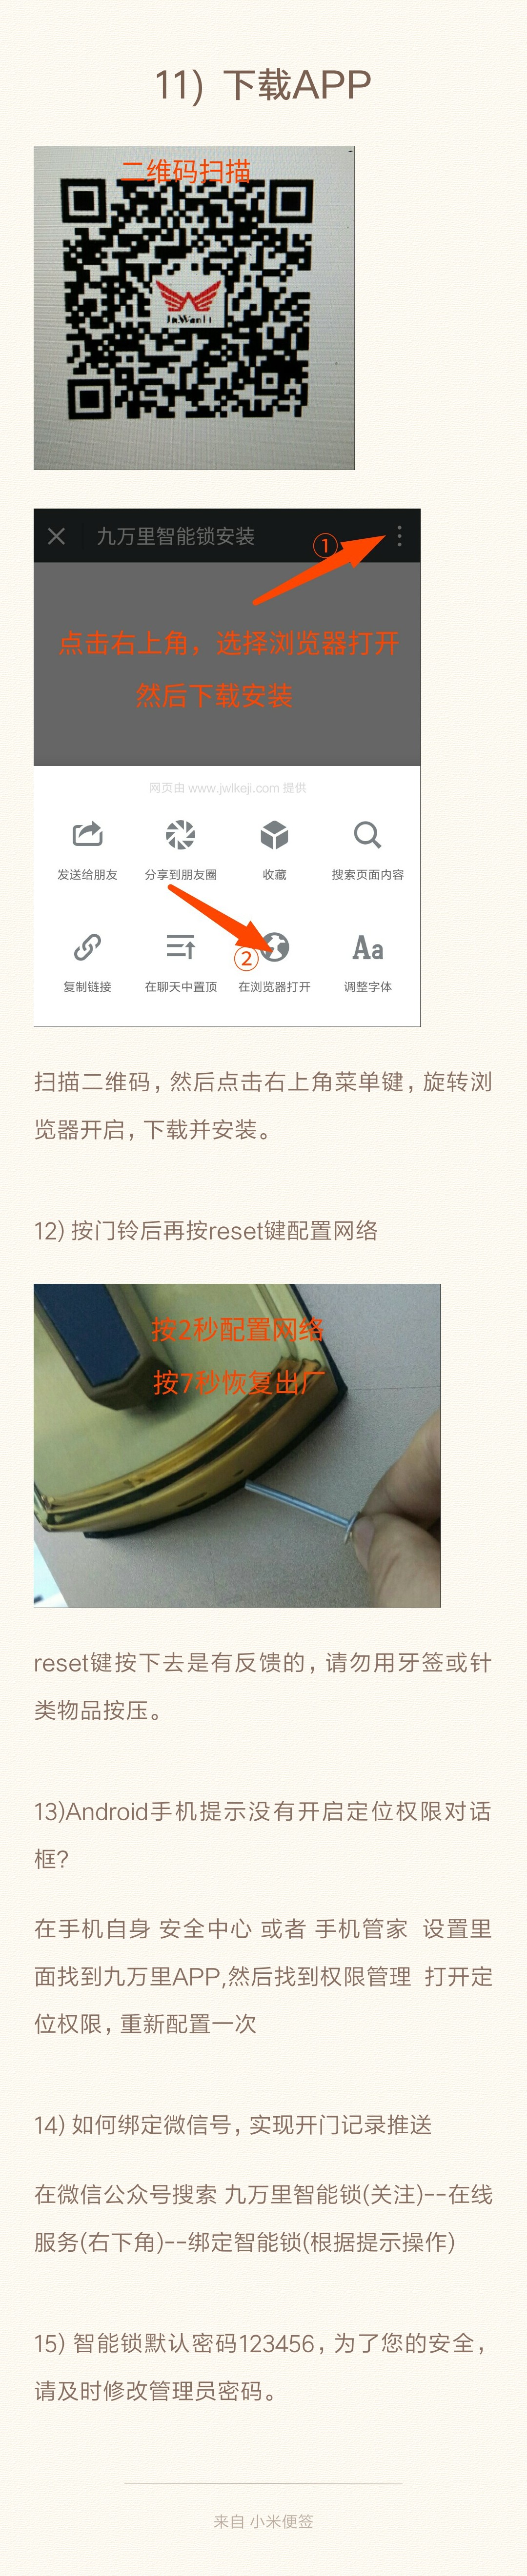 11) 下载APP
二维码扫描
JiuWanLi
九万里智能锁安装
①
点击右上角，选择浏览器打开
然后下载安装
网页由 www.jwlkeji.com 提供
发送给朋友 分享到朋友圈 收藏 搜索页面内容
②
复制链接 在聊天中置顶 在浏览器打开 调整字体
扫描二维码，然后点击右上角菜单键，旋转浏
览器开启，下载并安装。
12) 按门铃后再按reset键配置网络
按2秒配置网络
按7秒恢复出厂
reset键按下去是有反馈的，请勿用牙签或针
类物品按压。
13)Android手机提示没有开启定位权限对话
框?
在手机自身 安全中心 或者 手机管家 设置里
面找到九万里APP,然后找到权限管理 打开定
位权限，重新配置一次
14) 如何绑定微信号，实现开门记录推送
在微信公众号搜索 九万里智能锁(关注)--在线
服务(右下角)--绑定智能锁(根据提示操作)
15) 智能锁默认密码123456，为了您的安全，
请及时修改管理员密码。
来自 小米便签